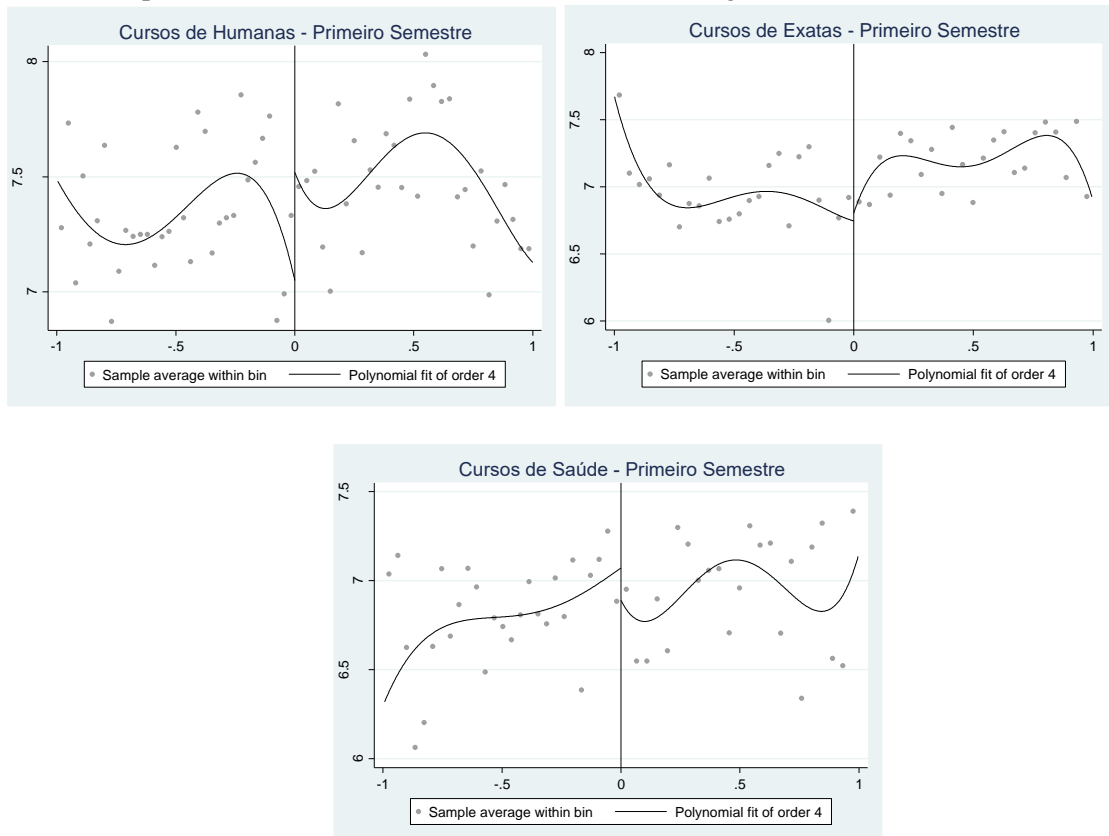 Cursos de Humanas - Primeiro Semestre
8
7.5
7
-1 -.5 0 .5 1
Sample average within bin Polynomial fit of order 4
Cursos de Exatas - Primeiro Semestre
8
7.5
7
6.5
6
-1 -.5 0 .5 1
Sample average within bin Polynomial fit of order 4
Cursos de Saúde - Primeiro Semestre
7.5
7
6.5
6
-1 -.5 0 .5 1
Sample average within bin Polynomial fit of order 4